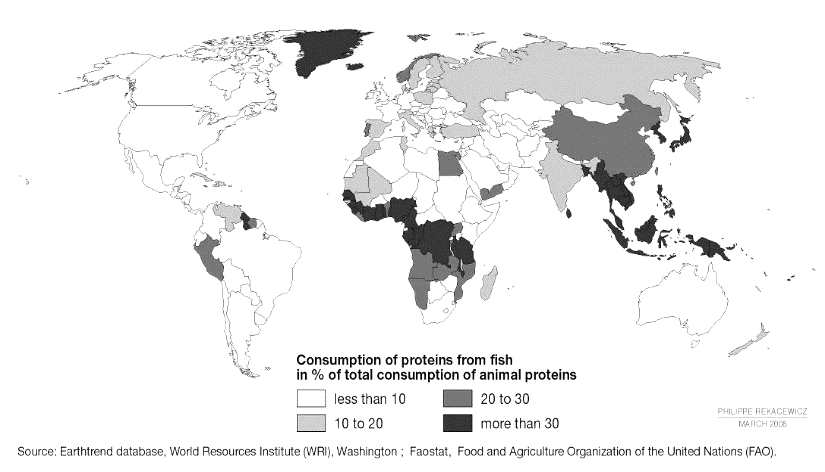 Consumption of proteins from fish
in % of total consumption of animal proteins
less than 10
20 to 30
10 to 20
more than 30
PHILIPPE REKACEWICZ
MARCH 2008
Source: Earthtrend database, World Resources Institute (WRI), Washington ; Faostat, Food and Agriculture Organization of the United Nations (FAO).